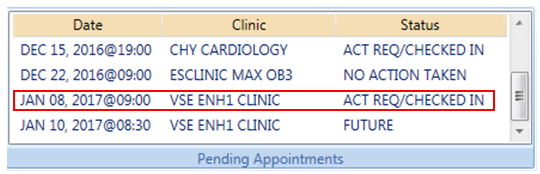 Date Clinic Status
DEC 15, 2016@19:00 CHY CARDIOLOGY ACT REQ/CHECKED IN
DEC 22, 2016@09:00 ESCLINIC MAX OB3 NO ACTION TAKEN
JAN 08, 2017@09:00 VSE ENH1 CLINIC ACT REQ/CHECKED IN
JAN 10, 2017@08:30 VSE ENH1 CLINIC FUTURE
Pending Appointments